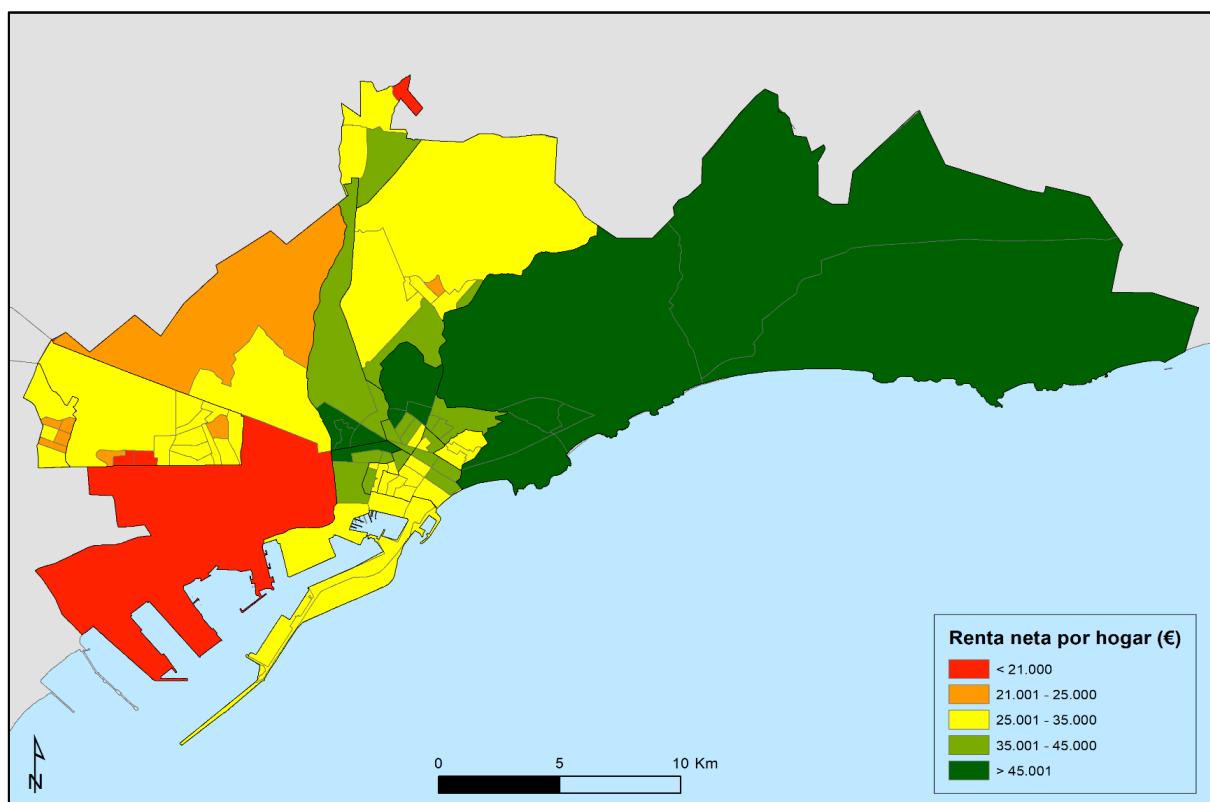 Renta neta por hogar (€)
< 21.000
21.001 - 25.000
25.001 - 35.000
35.001 - 45.000
> 45.001
N
0 5 10 Km